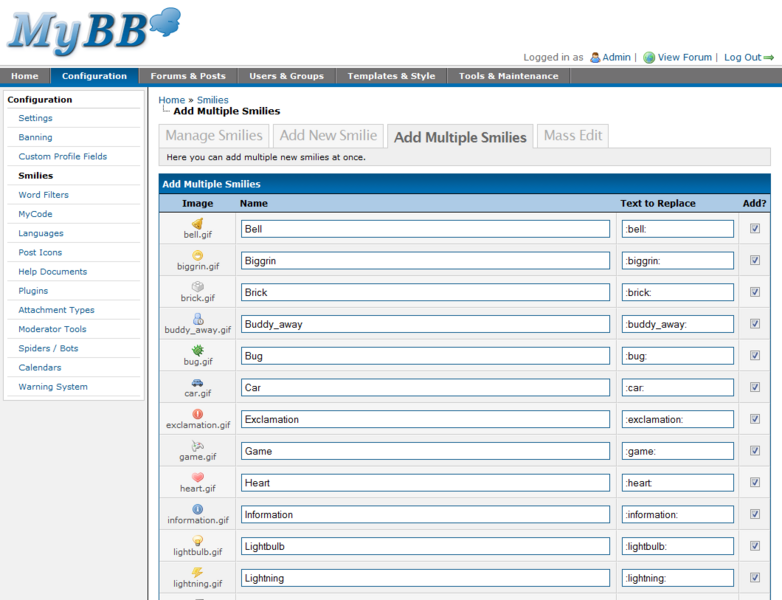 MyBB
Logged in as Admin | View Forum | Log Out
Home Configuration Forums & Posts Users & Groups Templates & Style Tools & Maintenance
Configuration
Settings
Banning
Custom Profile Fields
Smilies
Word Filters
MyCode
Languages
Post Icons
Help Documents
Plugins
Attachment Types
Moderator Tools
Spiders / Bots
Calendars
Warning System
Home » Smilies
Add Multiple Smilies
Manage Smilies Add New Smilie Add Multiple Smilies Mass Edit
Here you can add multiple new smilies at once.
Add Multiple Smilies
Image Name Text to Replace Add?
bell.gif Bell :bell:
biggrin.gif Biggrin :biggrin:
brick.gif Brick :brick:
buddy_away.gif Buddy_away :buddy_away:
bug.gif Bug :bug:
car.gif Car :car:
exclamation.gif Exclamation :exclamation:
game.gif Game :game:
heart.gif Heart :heart:
information.gif Information :information:
lightbulb.gif Lightbulb :lightbulb:
lightning.gif Lightning :lightning: